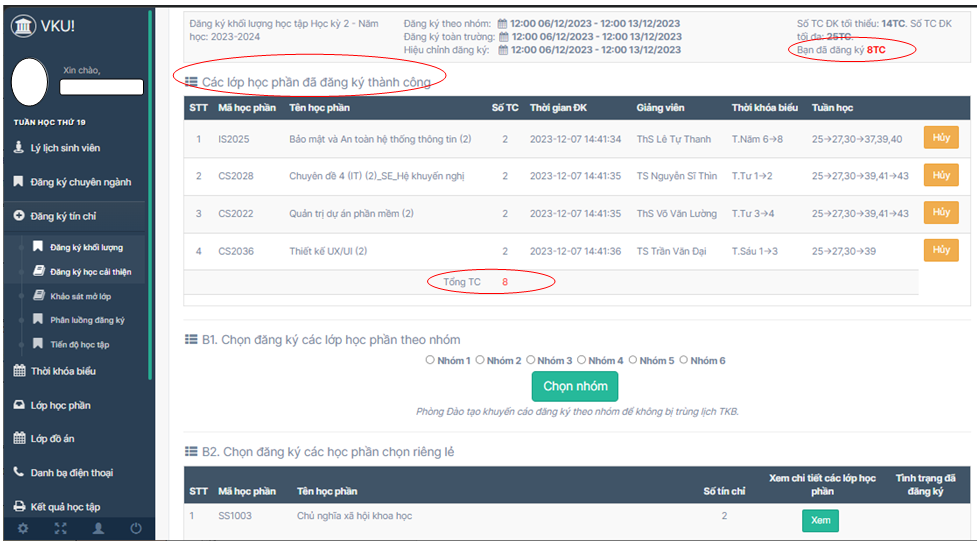 VKU!
Xin chào,
TUẦN HỌC THỨ 19
Lý lịch sinh viên
Đăng ký chuyên ngành
Đăng ký tín chỉ
Đăng ký khối lượng
Đăng ký học cải thiện
Khảo sát mở lớp
Phân luồng đăng ký
Tiến độ học tập
Thời khóa biểu
Lớp học phần
Lớp đồ án
Danh bạ điện thoại
Kết quả học tập
Đăng ký khối lượng học tập Học kỳ 2 - Năm
học: 2023-2024
Đăng ký theo nhóm: 12:00 06/12/2023 - 12:00 13/12/2023
Đăng ký toàn trường: 12:00 06/12/2023 - 12:00 13/12/2023
Hiệu chỉnh đăng ký: 12:00 06/12/2023 - 12:00 13/12/2023
Số TC ĐK tối thiểu: 14TC. Số TC ĐK
tối đa: 25TC.
Bạn đã đăng ký 8TC
Các lớp học phần đã đăng ký thành công
STT Mã học phần Tên học phần Số TC Thời gian ĐK Giảng viên Thời khóa biểu Tuần học
1 IS2025 Bảo mật và An toàn hệ thống thông tin (2) 2 2023-12-07 14:41:34 ThS Lê Tự Thanh T.Năm 6→8 25→27,30→37,39,40 Hủy
2 CS2028 Chuyên đề 4 (IT) (2)_SE_Hệ khuyến nghị 2 2023-12-07 14:41:35 TS Nguyễn Sĩ Thìn T.Tư 1→2 25→27,30→39,41→43 Hủy
3 CS2022 Quản trị dự án phần mềm (2) 2 2023-12-07 14:41:35 ThS Võ Văn Lường T.Tư 3→4 25→27,30→39,41→43 Hủy
4 CS2036 Thiết kế UX/UI (2) 2 2023-12-07 14:41:36 TS Trần Văn Đại T.Sáu 1→3 25→27,30→39 Hủy
Tổng TC 8
B1. Chọn đăng ký các lớp học phần theo nhóm
Nhóm 1 Nhóm 2 Nhóm 3 Nhóm 4 Nhóm 5 Nhóm 6
Chọn nhóm
Phòng Đào tạo khuyến cáo đăng ký theo nhóm để không bị trùng lịch TKB.
B2. Chọn đăng ký các học phần chọn riêng lẻ
STT Mã học phần Tên học phần Số tín chỉ Xem chi tiết các lớp học phần Tình trạng đã đăng ký
1 SS1003 Chủ nghĩa xã hội khoa học 2 Xem